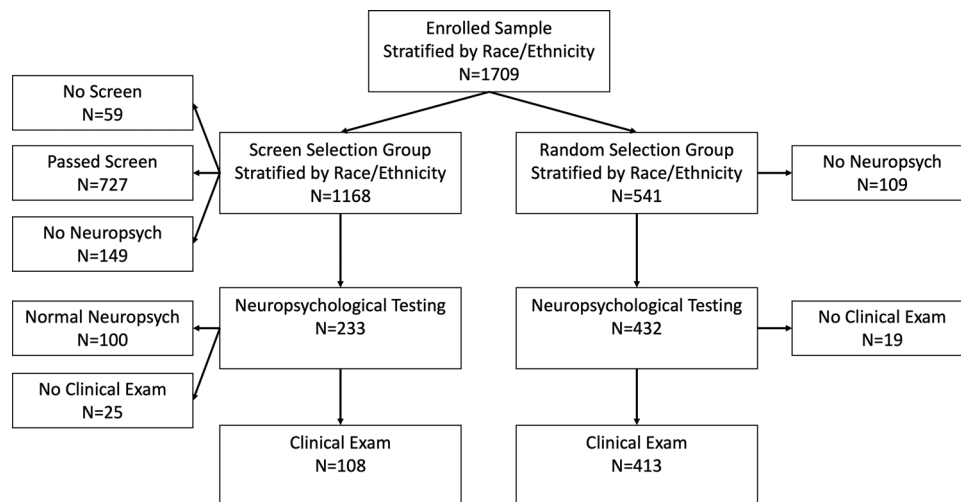 Enrolled Sample
Stratified by Race/Ethnicity
N=1709
No Screen
N=59
Passed Screen
N=727
No Neuropsych
N=149
Screen Selection Group
Stratified by Race/Ethnicity
N=1168
Random Selection Group
Stratified by Race/Ethnicity
N=541
No Neuropsych
N=109
Normal Neuropsych
N=100
No Clinical Exam
N=25
Neuropsychological Testing
N=233
Neuropsychological Testing
N=432
No Clinical Exam
N=19
Clinical Exam
N=108
Clinical Exam
N=413